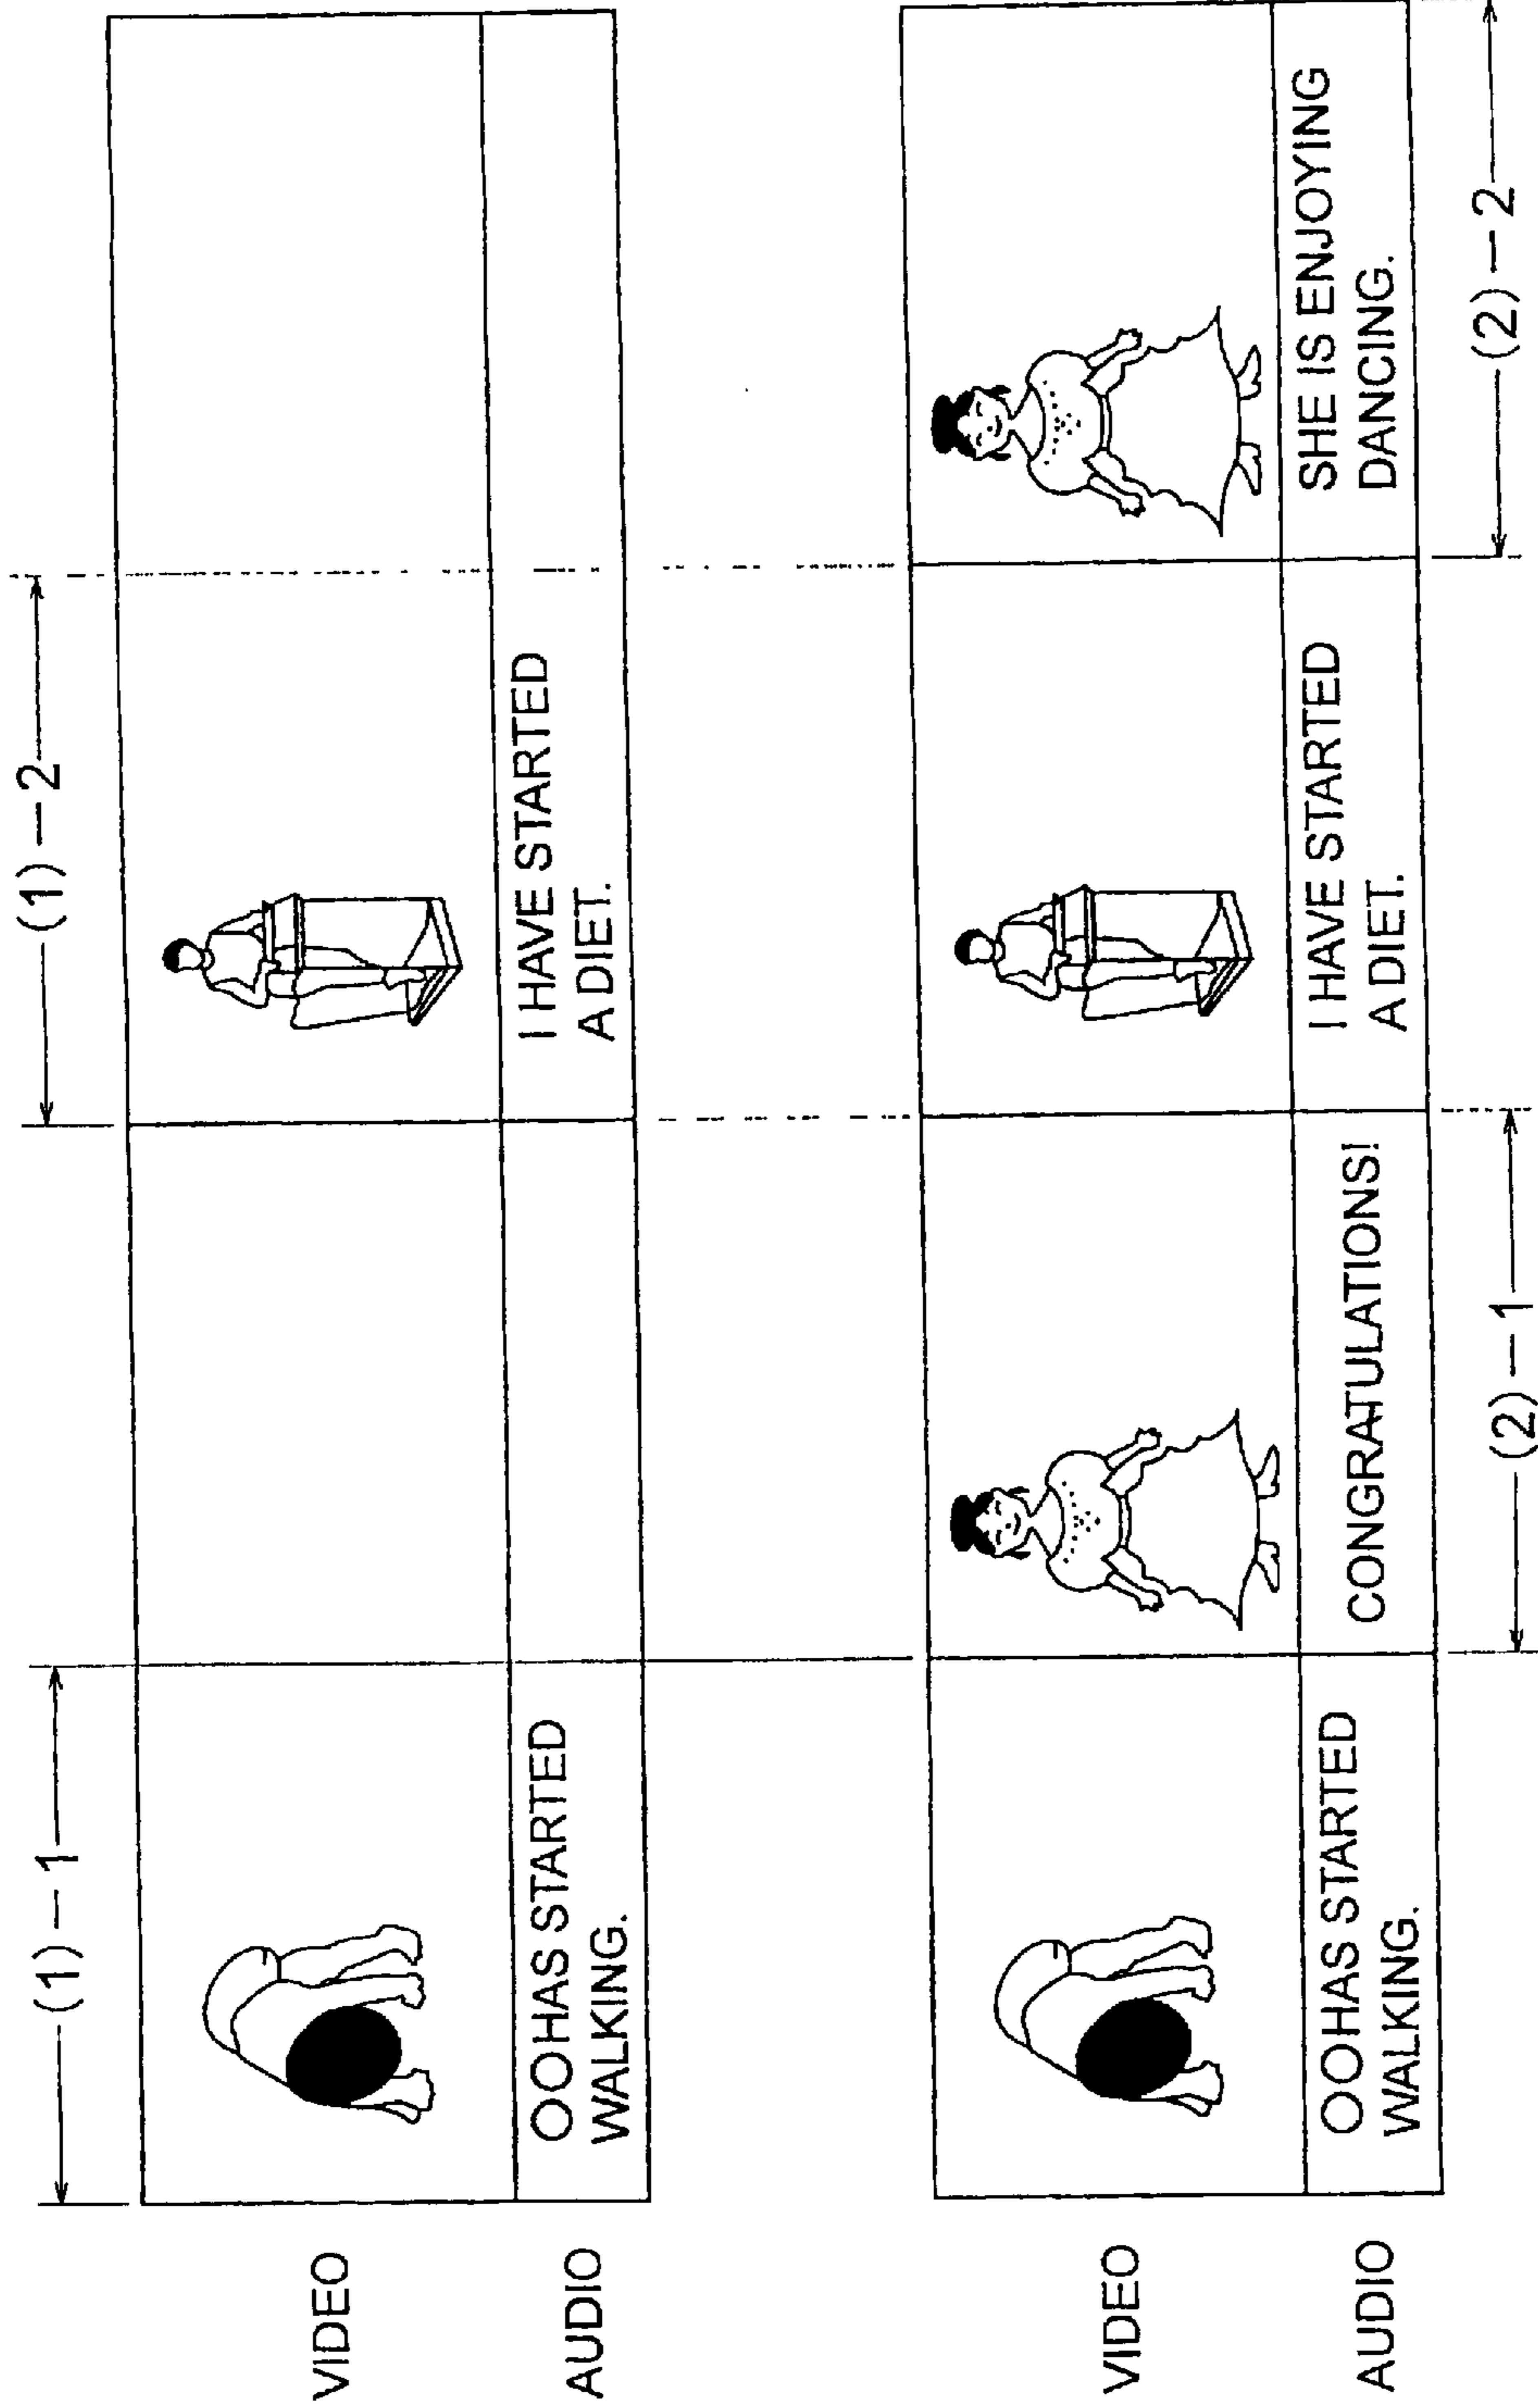 (1)-1
(1)-2
VIDEO
AUDIO
OOHAS STARTED
WALKING.
I HAVE STARTED
A DIET.
VIDEO
AUDIO
OOHAS STARTED
WALKING.
CONGRATULATIONS!
I HAVE STARTED
A DIET.
SHE IS ENJOYING
DANCING.
(2)-1
(2)-2